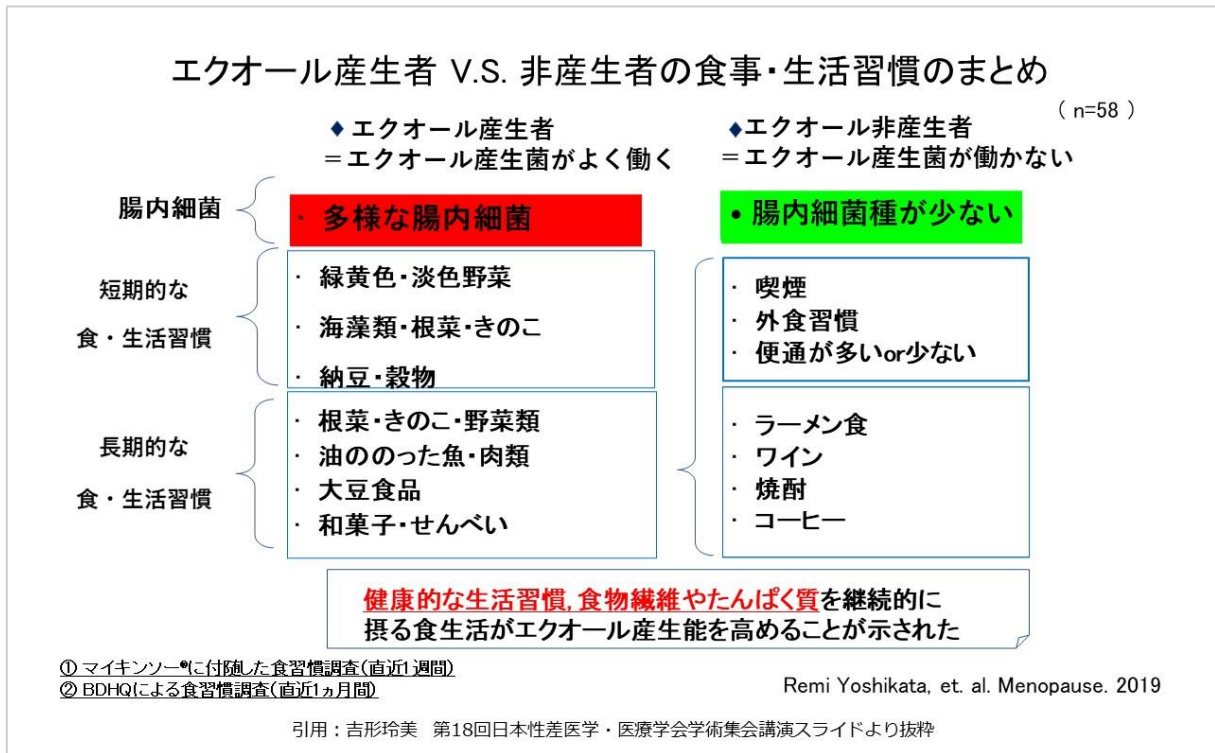 エクオール産生者 V.S. 非産生者の食事・生活習慣のまとめ
( n=58 )
◆ エクオール産生者
=エクオール産生菌がよく働く
◆エクオール非産生者
=エクオール産生菌が働かない
腸内細菌
・ 多様な腸内細菌
• 腸内細菌種が少ない
短期的な
食・生活習慣
・ 緑黄色・淡色野菜
・ 海藻類・根菜・きのこ
・ 納豆・穀物
・ 喫煙
・ 外食習慣
・ 便通が多いor少ない
長期的な
食・生活習慣
・ 根菜・きのこ・野菜類
・ 油ののった魚・肉類
・ 大豆食品
・ 和菓子・せんべい
・ ラーメン食
・ ワイン
・ 焼酎
・ コーヒー
健康的な生活習慣,食物繊維やたんぱく質を継続的に
摂る食生活がエクオール産生能を高めることが示された
① マイキンソー®に付随した食習慣調査(直近1週間)
② BDHQによる食習慣調査(直近1ヵ月間)
Remi Yoshikata, et. al. Menopause. 2019
引用：吉形玲美 第18回日本性差医学・医療学会学術集会講演スライドより抜粋